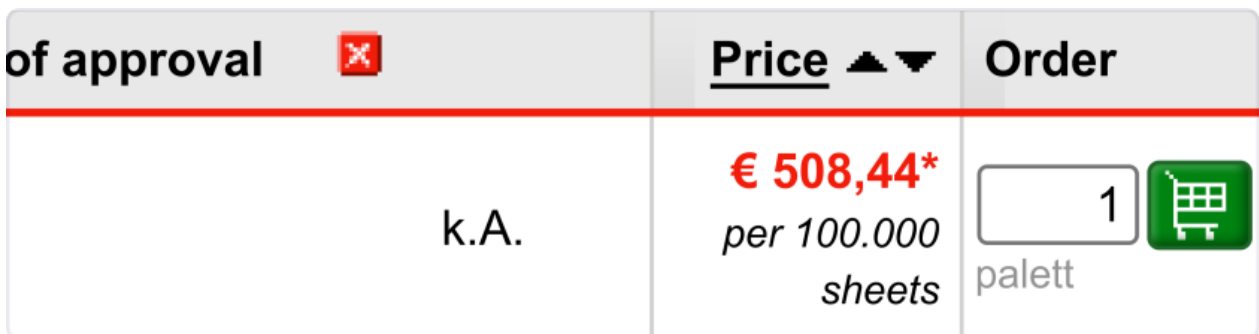 of approval Price Order
€ 508,44*
k.A. per 100.000 1
sheets palett